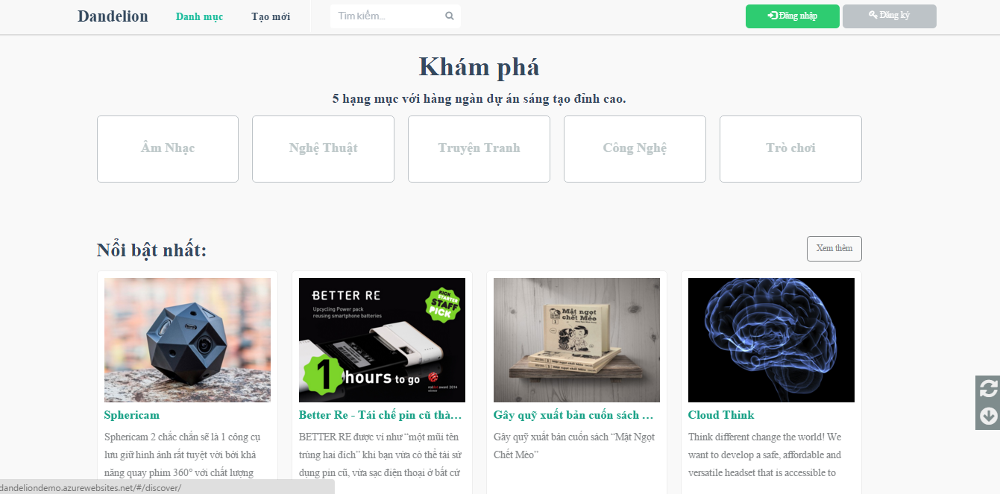 Dandelion Danh mục Tạo mới Tìm kiếm... Đăng nhập Đăng ký
Khám phá
5 hạng mục với hàng ngàn dự án sáng tạo đỉnh cao.
Âm Nhạc Nghệ Thuật Truyện Tranh Công Nghệ Trò chơi
Nổi bật nhất: Xem thêm
BETTER RE
Upcycling Power pack
reusing smartphone batteries
KICK
STARTER
STAFF
PICK
1 hours to go
reddot award 2014
winner
Mật ngọt
chết Mèo
Sphericam
Sphericam 2 chắc chắn sẽ là 1 công cụ
lưu giữ hình ảnh rất tuyệt vời bởi khả
năng quay phim 360° với chất lượng
Better Re - Tái chế pin cũ thà...
BETTER RE được ví như “một mũi tên
trúng hai đích” khi bạn vừa có thể tái sử
dụng pin cũ, vừa sạc điện thoại ở bất cứ
Gây quỹ xuất bản cuốn sách ...
Gây quỹ xuất bản cuốn sách “Mật Ngọt
Chết Mèo”
Cloud Think
Think different change the world! We
want to develop a safe, affordable and
versatile headset that is accessible to
dandeliondemo.azurewebsites.net/#/discover/